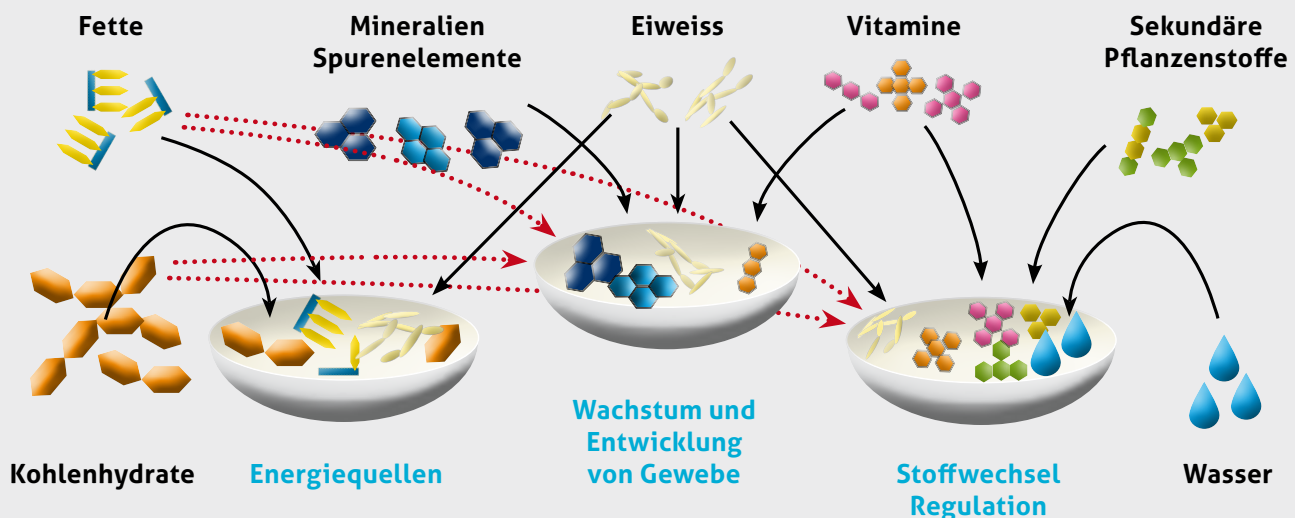 Fette
Mineralien
Spurenelemente
Eiweiss
Vitamine
Sekundäre
Pflanzenstoffe
Kohlenhydrate
Energiequellen
Wachstum und
Entwicklung
von Gewebe
Stoffwechsel
Regulation
Wasser